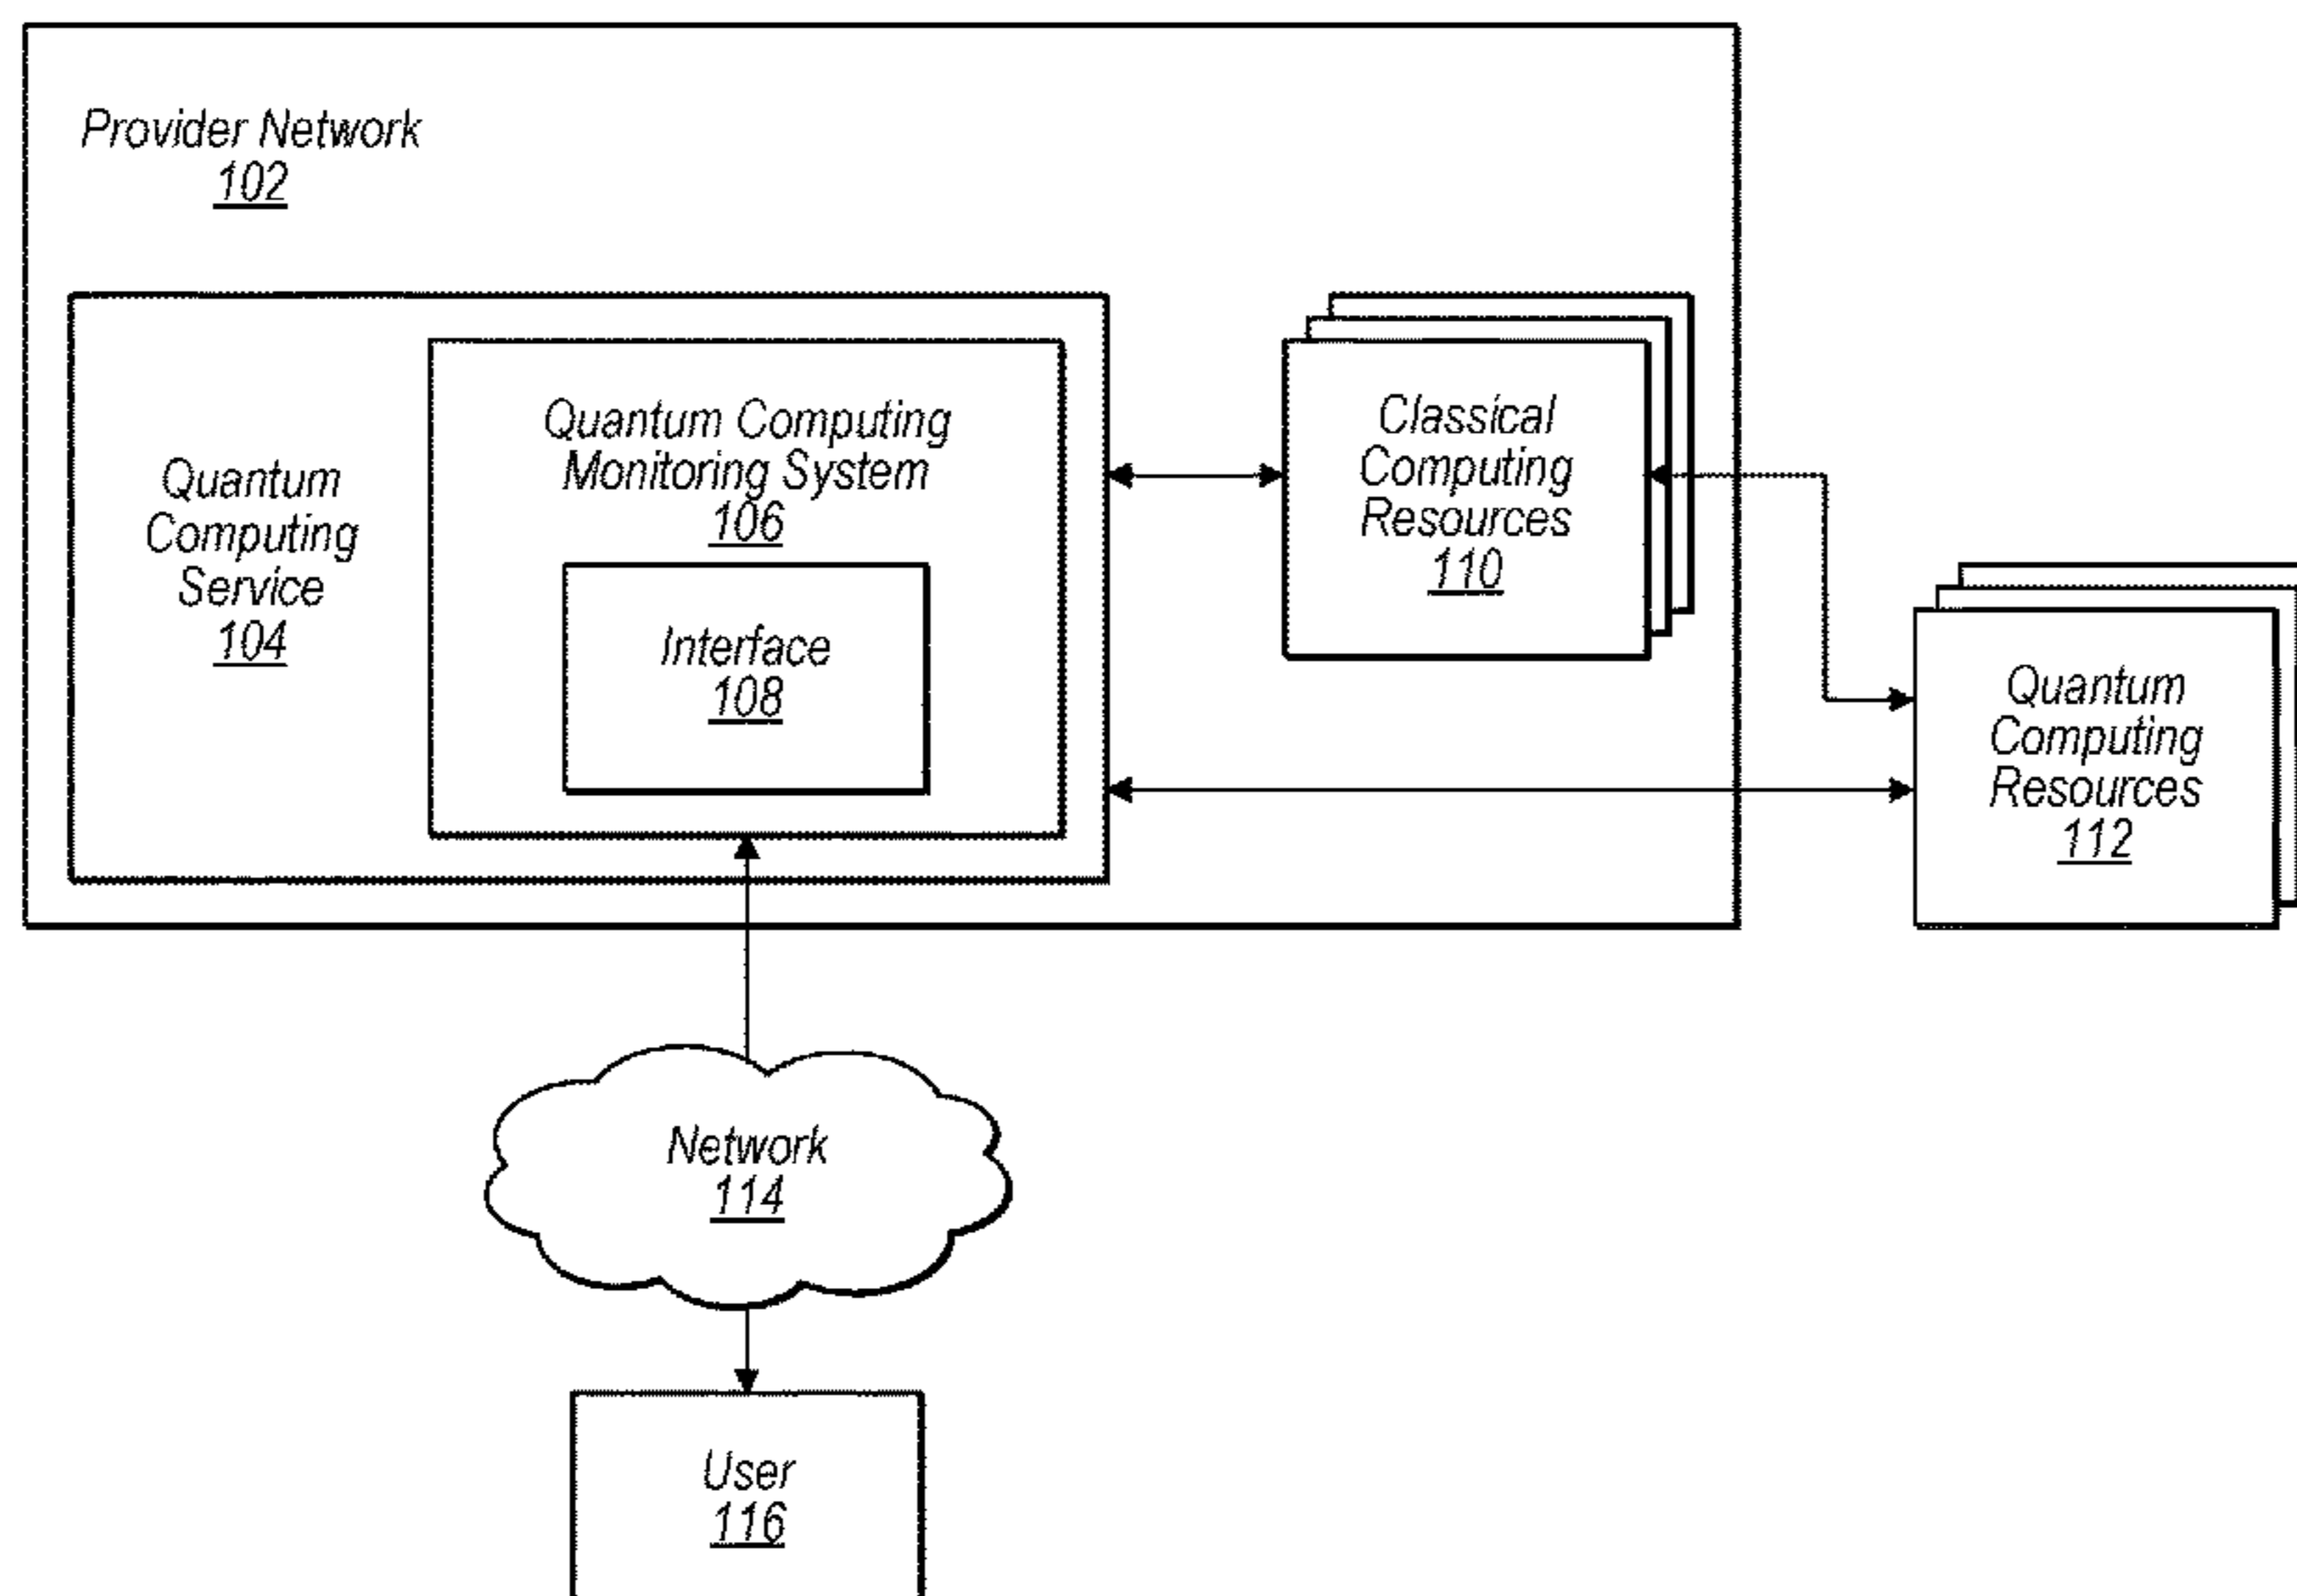 Provider Network
102
Quantum
Computing
Service
104
Quantum Computing
Monitoring System
106
Interface
108
Classical
Computing
Resources
110
Quantum
Computing
Resources
112
Network
114
User
116